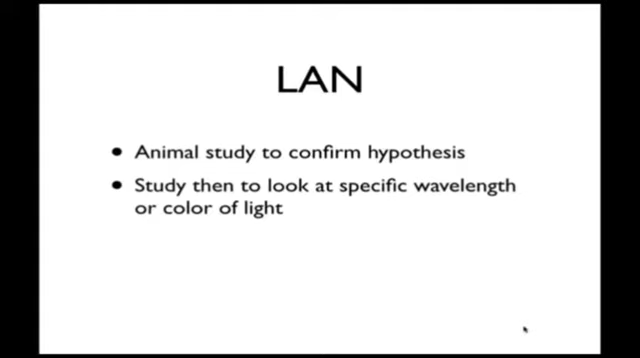 LAN
• Animal study to confirm hypothesis
• Study then to look at specific wavelength
or color of light